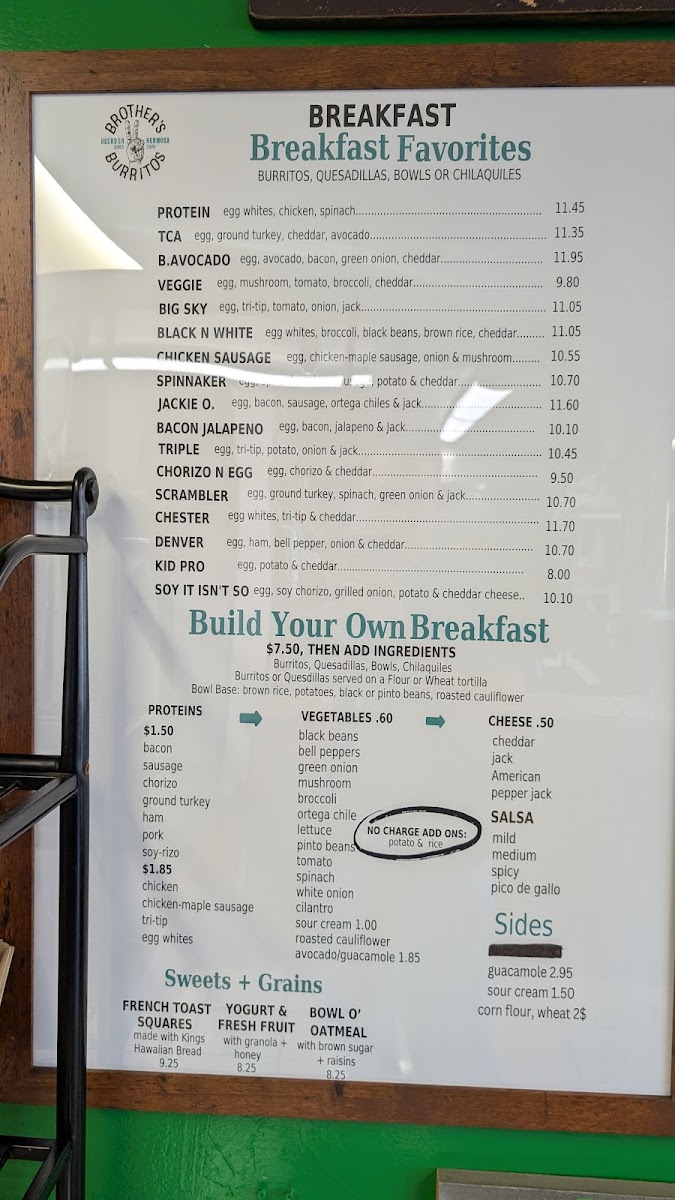 BROTHER'S
HECHO EN HERMOSA
SINCE
BURRITOS
BREAKFAST
Breakfast Favorites
BURRITOS, QUESADILLAS, BOWLS OR CHILAQUILES
PROTEIN egg whites, chicken, spinach 11.45
TCA egg, ground turkey, cheddar, avocado 11.35
B.AVOCADO egg, avocado, bacon, green onion, cheddar 11.95
VEGGIE egg, mushroom, tomato, broccoli, cheddar 9.80
BIG SKY egg, tri-tip, tomato, onion, jack 11.05
BLACK N WHITE egg whites, broccoli, black beans, brown rice, cheddar 11.05
CHICKEN SAUSAGE egg, chicken-maple sausage, onion & mushroom 10.55
SPINNAKER potato & cheddar 10.70
JACKIE O. egg, bacon, sausage, ortega chiles & jack 11.60
BACON JALAPENO egg, bacon, jalapeno & Jack 10.10
TRIPLE egg, tri-tip, potato, onion & jack 10.45
CHORIZO N EGG egg, chorizo & cheddar 9.50
SCRAMBLER egg, ground turkey, spinach, green onion & jack 10.70
CHESTER egg whites, tri-tip & cheddar 11.70
DENVER egg, ham, bell pepper, onion & cheddar 10.70
KID PRO egg, potato & cheddar 8.00
SOY IT ISN'T SO egg, soy chorizo, grilled onion, potato & cheddar cheese.. 10.10
Build Your Own Breakfast
$7.50, THEN ADD INGREDIENTS
Burritos, Quesadillas, Bowls, Chilaquiles
Burritos or Quesdillas served on a Flour or Wheat tortilla
Bowl Base: brown rice, potatoes, black or pinto beans, roasted cauliflower
PROTEINS
$1.50
bacon
sausage
chorizo
ground turkey
ham
pork
soy-rizo
$1.85
chicken
chicken-maple sausage
tri-tip
egg whites
VEGETABLES .60
black beans
bell peppers
green onion
mushroom
broccoli
ortega chile
lettuce
pinto beans
tomato
spinach
white onion
cilantro
sour cream 1.00
roasted cauliflower
avocado/guacamole 1.85
NO CHARGE ADD ONS:
potato & rice
CHEESE .50
cheddar
jack
American
pepper jack
SALSA
mild
medium
spicy
pico de gallo
Sides
guacamole 2.95
sour cream 1.50
corn flour, wheat 2$
Sweets + Grains
FRENCH TOAST
SQUARES
made with Kings
Hawaiian Bread
9.25
YOGURT &
FRESH FRUIT
with granola +
honey
8.25
BOWL O'
OATMEAL
with brown sugar
+ raisins
8.25